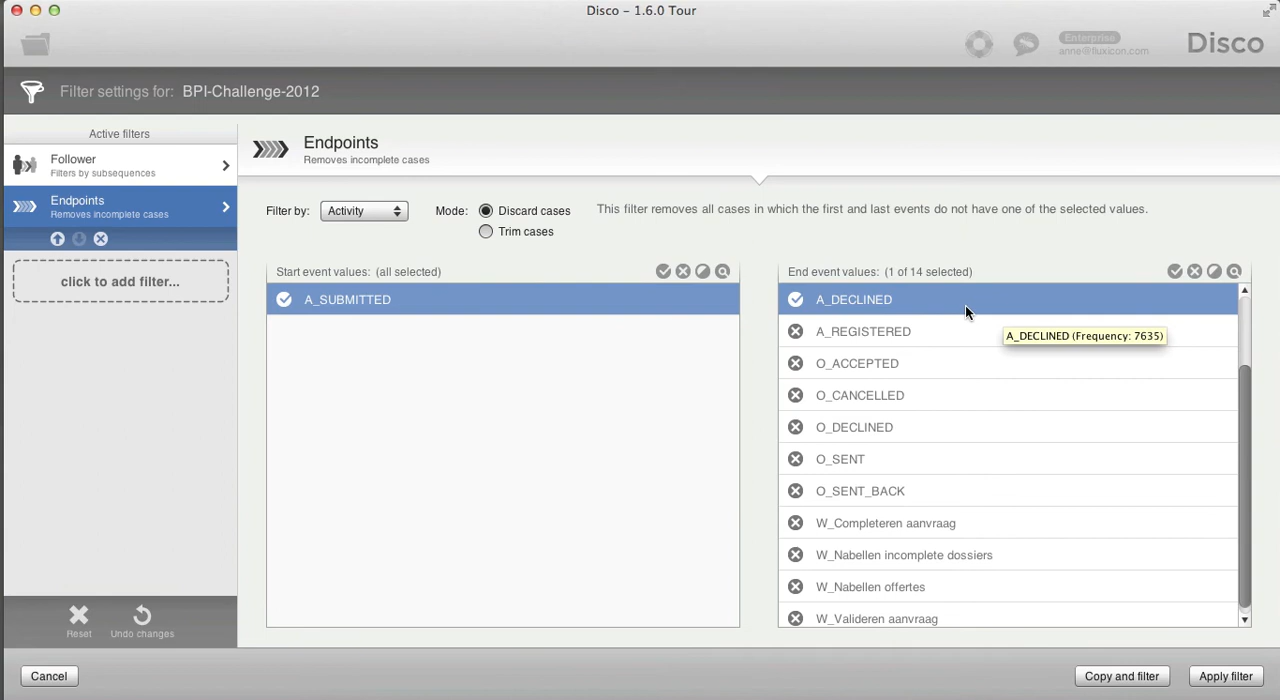 Disco – 1.6.0 Tour
Enterprise
anne@fluxicon.com
Disco
Filter settings for: BPI-Challenge-2012
Active filters
Follower
Filters by subsequences
Endpoints
Removes incomplete cases
click to add filter...
Reset
Undo changes
Endpoints
Removes incomplete cases
Filter by:
Activity
Mode:
Discard cases
Trim cases
This filter removes all cases in which the first and last events do not have one of the selected values.
Start event values: (all selected)
A_SUBMITTED
End event values: (1 of 14 selected)
A_DECLINED
A_REGISTERED
A_DECLINED (Frequency: 7635)
O_ACCEPTED
O_CANCELLED
O_DECLINED
O_SENT
O_SENT_BACK
W_Completeren aanvraag
W_Nabellen incomplete dossiers
W_Nabellen offertes
W_Valideren aanvraag
Cancel
Copy and filter
Apply filter